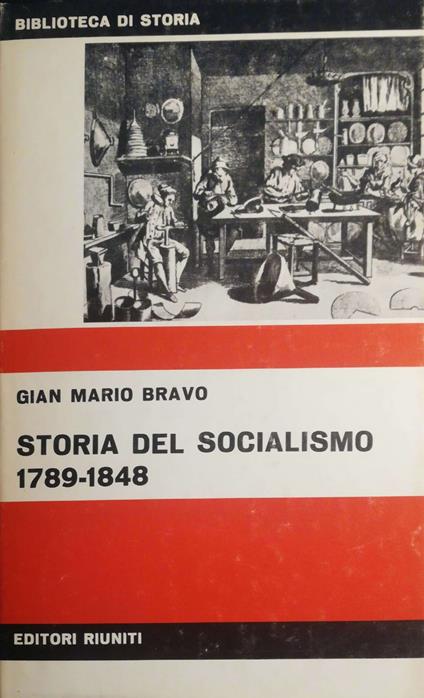 BIBLIOTECA DI STORIA
GIAN MARIO BRAVO
STORIA DEL SOCIALISMO
1789-1848
EDITORI RIUNITI